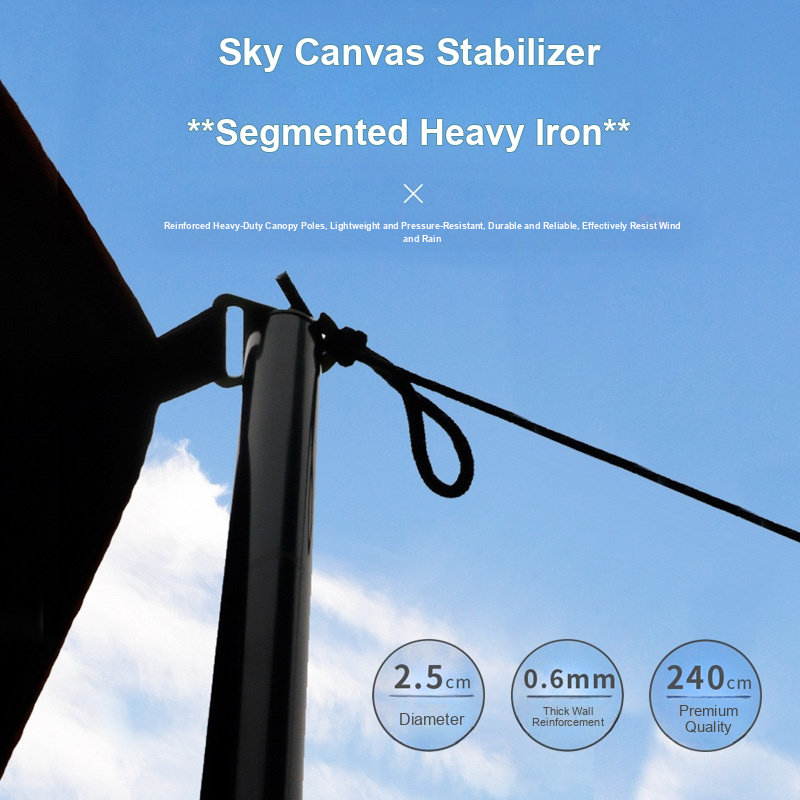 Sky Canvas Stabilizer
**Segmented Heavy Iron**
Reinforced Heavy-Duty Canopy Poles, Lightweight and Pressure-Resistant, Durable and Reliable, Effectively Resist Wind
and Rain
2.5cm
Diameter
0.6mm
Thick Wall
Reinforcement
240cm
Premium
Quality